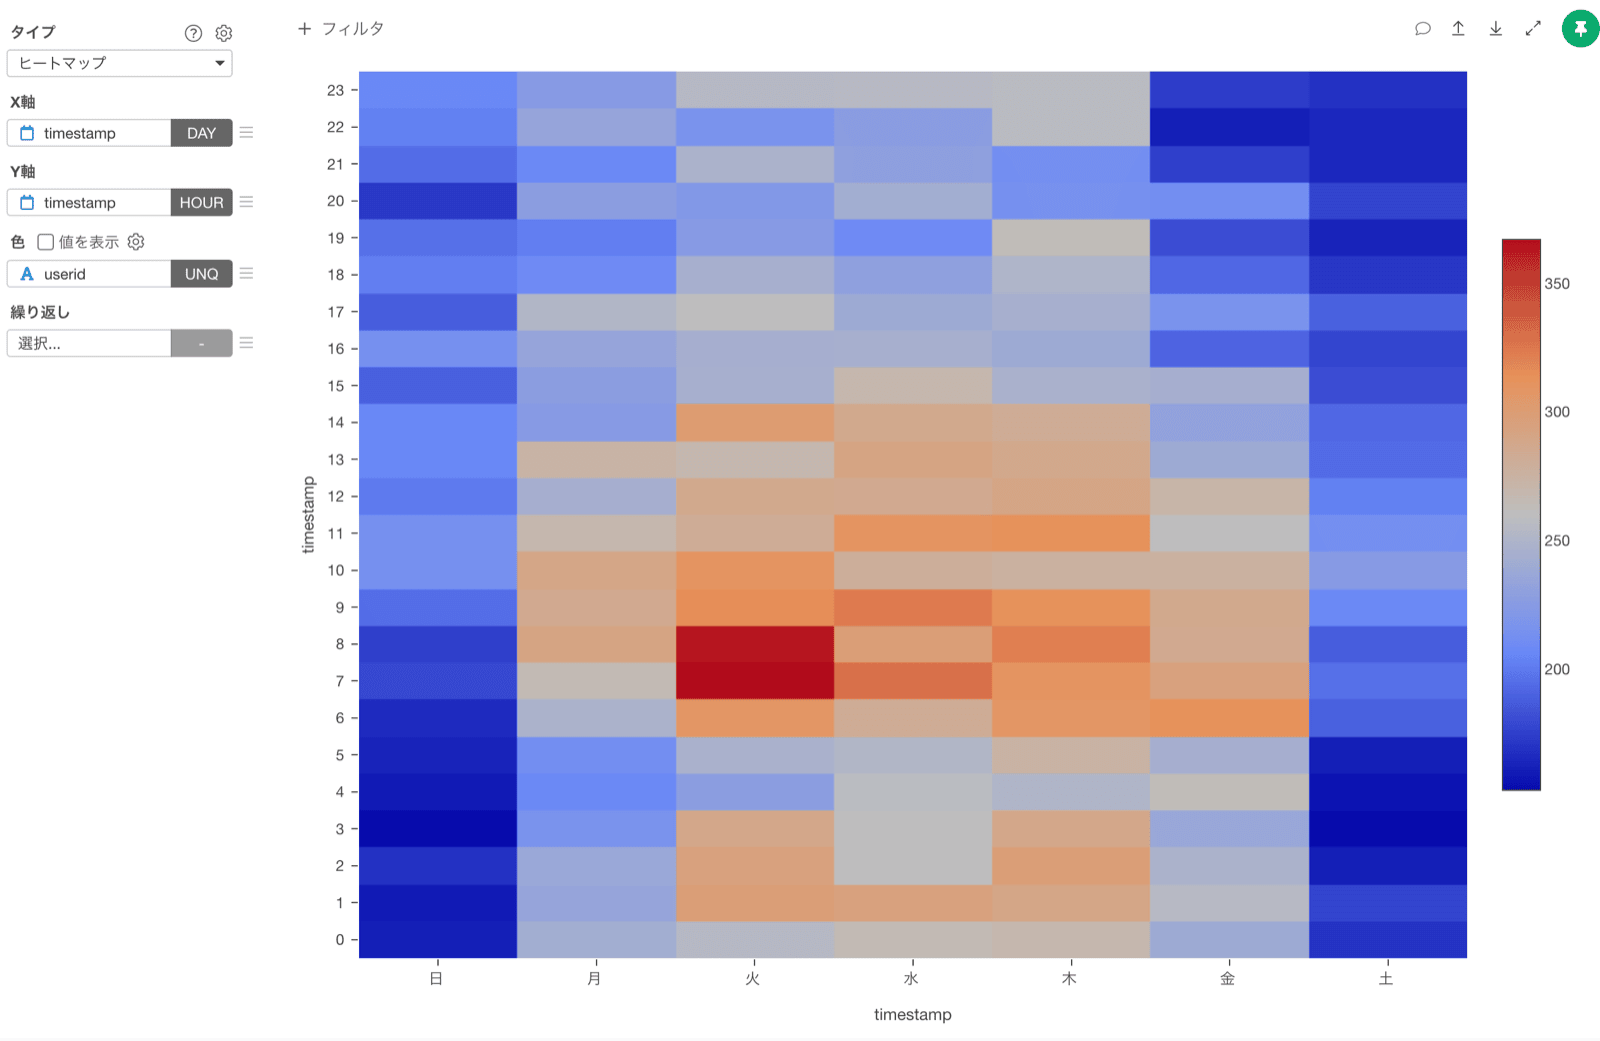 タイプ
ヒートマップ
X軸
timestamp DAY
Y軸
timestamp HOUR
色 値を表示
userid UNQ
繰り返し
選択... -
+ フィルタ
23
22
21
20
19
18
17
16
15
14
13
12
11
10
9
8
7
6
5
4
3
2
1
0
timestamp
日 月 火 水 木 金 土
timestamp
350
300
250
200